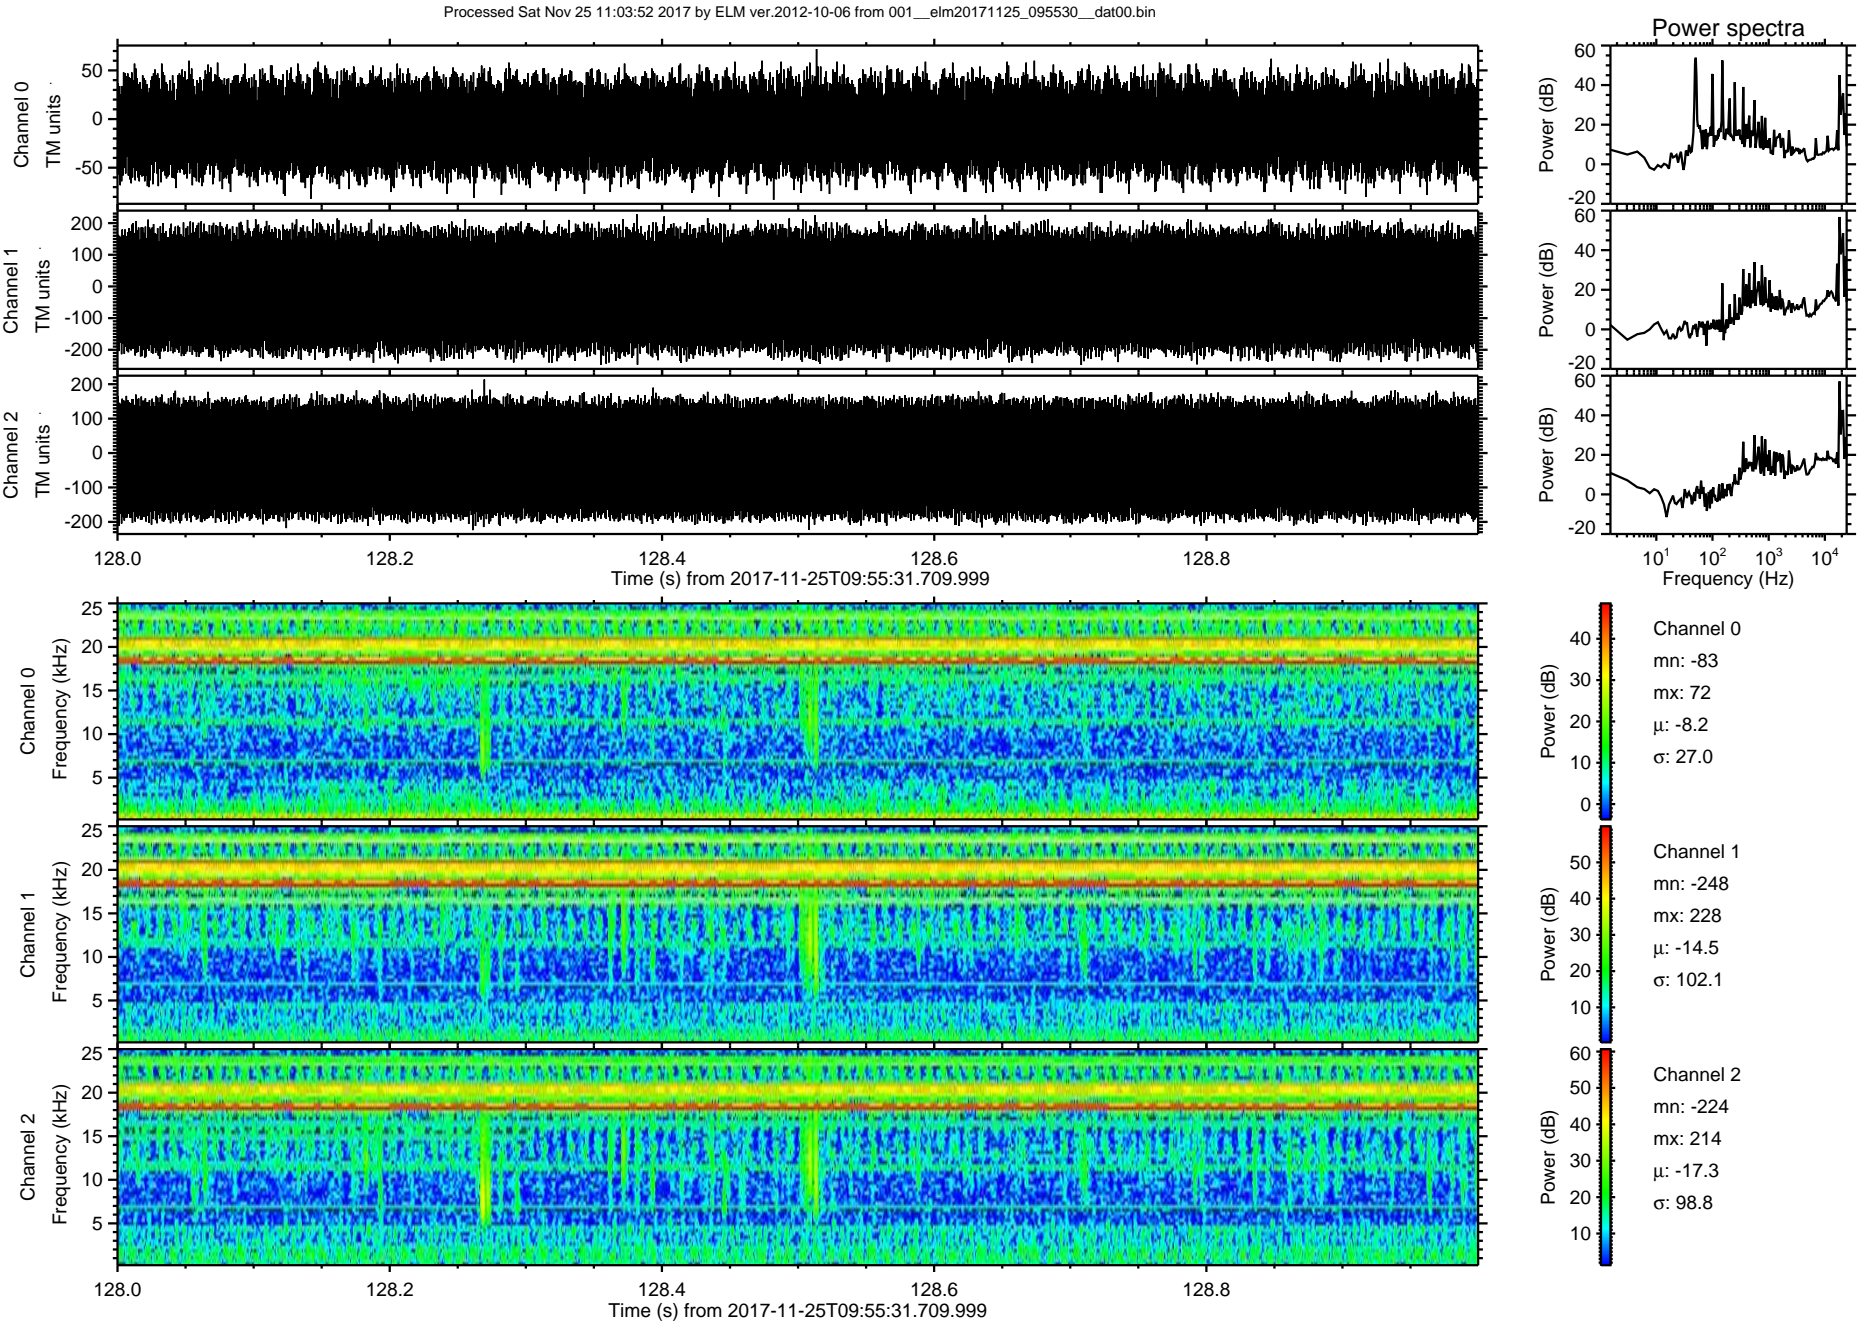 Processed Sat Nov 25 11:03:52 2017 by ELM ver.2012-10-06 from 001__elm20171125_095530__dat00.bin
Power spectra
Channel 0
TM units
50
0
-50
Power (dB)
60
40
20
0
-20
Channel 1
TM units
200
100
0
-100
-200
Power (dB)
60
40
20
0
-20
Channel 2
TM units
200
100
0
-100
-200
Power (dB)
60
40
20
0
-20
128.0 128.2 128.4 128.6 128.8
Time (s) from 2017-11-25T09:55:31.709.999
10^1 10^2 10^3 10^4
Frequency (Hz)
Channel 0
Frequency (kHz)
25
20
15
10
5
Power (dB)
40
30
20
10
0
Channel 0
mn: -83
mx: 72
µ: -8.2
σ: 27.0
Channel 1
Frequency (kHz)
25
20
15
10
5
Power (dB)
50
40
30
20
10
Channel 1
mn: -248
mx: 228
µ: -14.5
σ: 102.1
Channel 2
Frequency (kHz)
25
20
15
10
5
Power (dB)
60
50
40
30
20
10
Channel 2
mn: -224
mx: 214
µ: -17.3
σ: 98.8
128.0 128.2 128.4 128.6 128.8
Time (s) from 2017-11-25T09:55:31.709.999